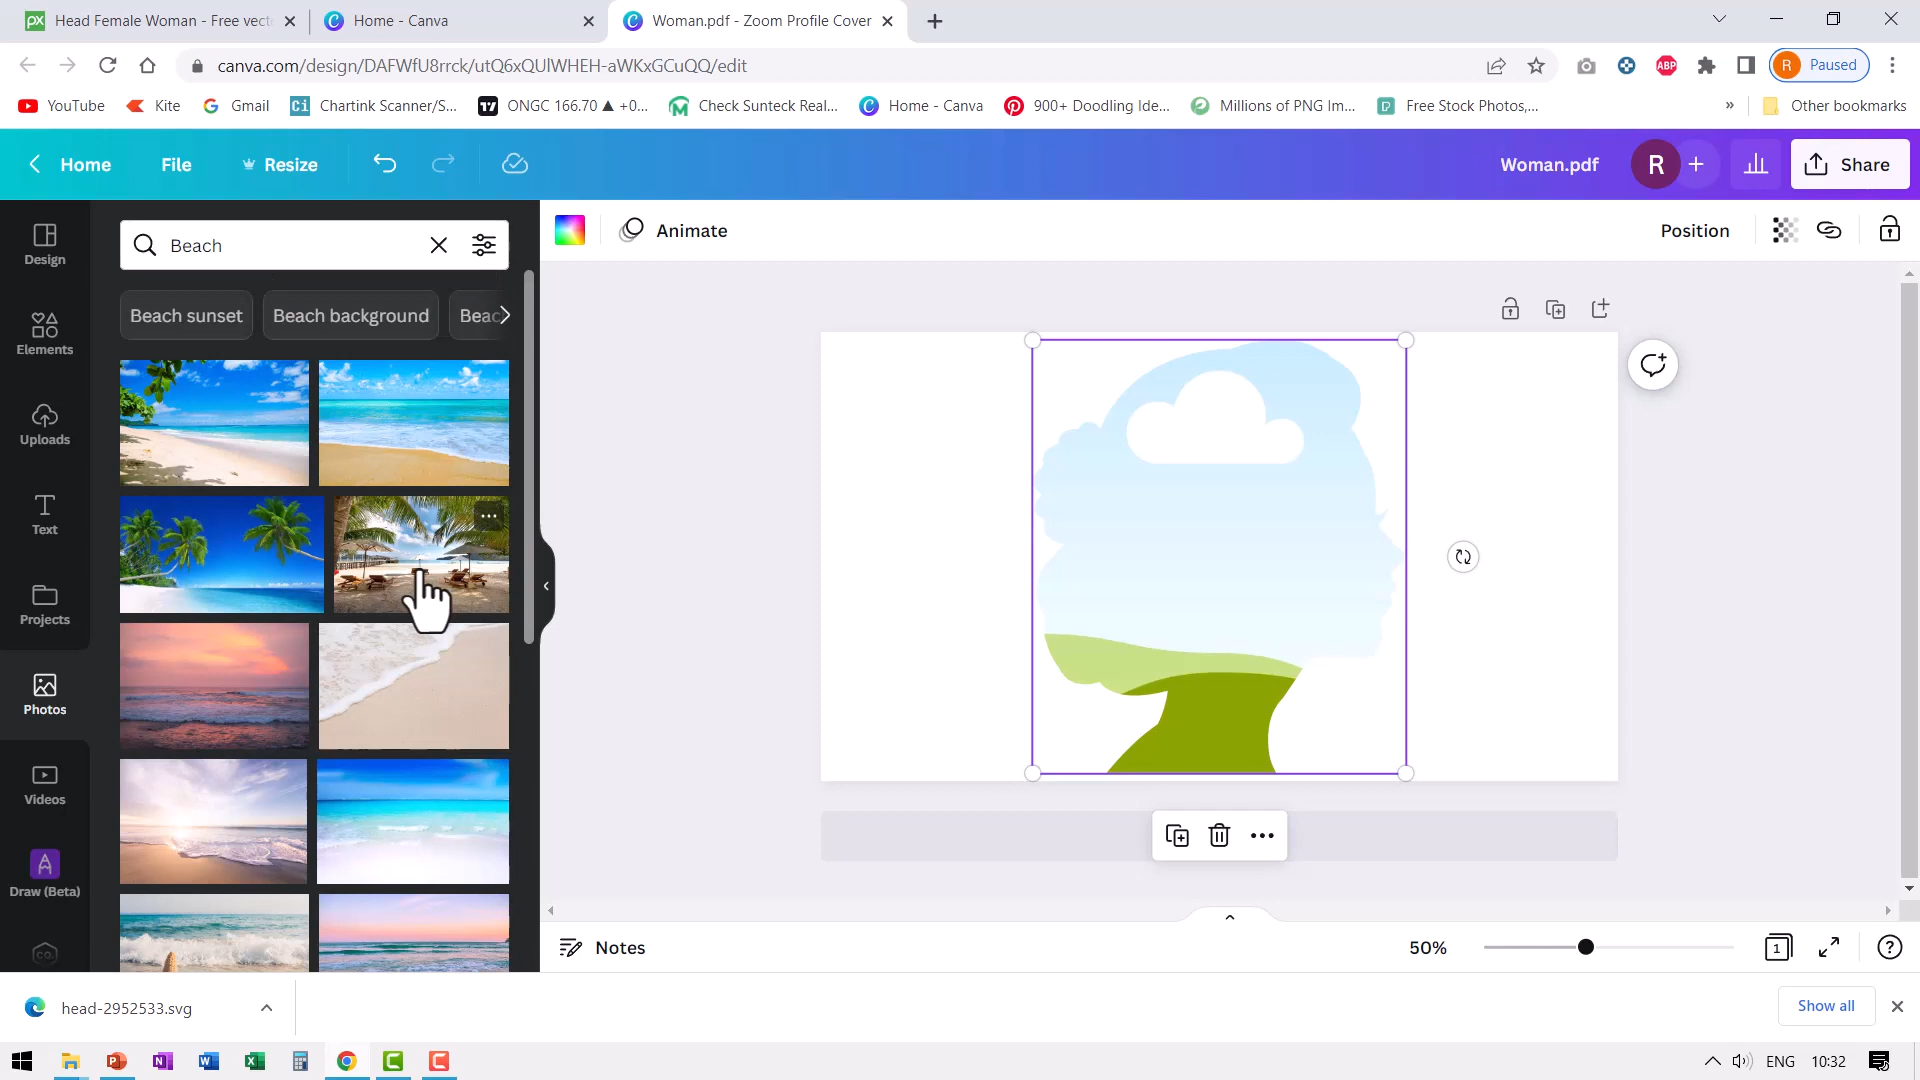 Head Female Woman - Free vect
Home - Canva
Woman.pdf - Zoom Profile Cover
canva.com/design/DAFWfU8rrck/utQ6xQUlWHEH-aWKxGCuQQ/edit
ABP
R Paused
YouTube
Kite
Gmail
Ci Chartink Scanner/S...
ONGC 166.70 ▲ +0...
Check Sunteck Real...
Home - Canva
900+ Doodling Ide...
Millions of PNG Im...
Free Stock Photos,...
»
Other bookmarks
Home
File
Resize
Woman.pdf
R
Share
Design
Elements
Uploads
Text
Projects
Photos
Videos
Draw (Beta)
CO.
Beach
Beach sunset
Beach background
Beac
Animate
Position
Notes
50%
1
head-2952533.svg
Show all
ENG
10:32